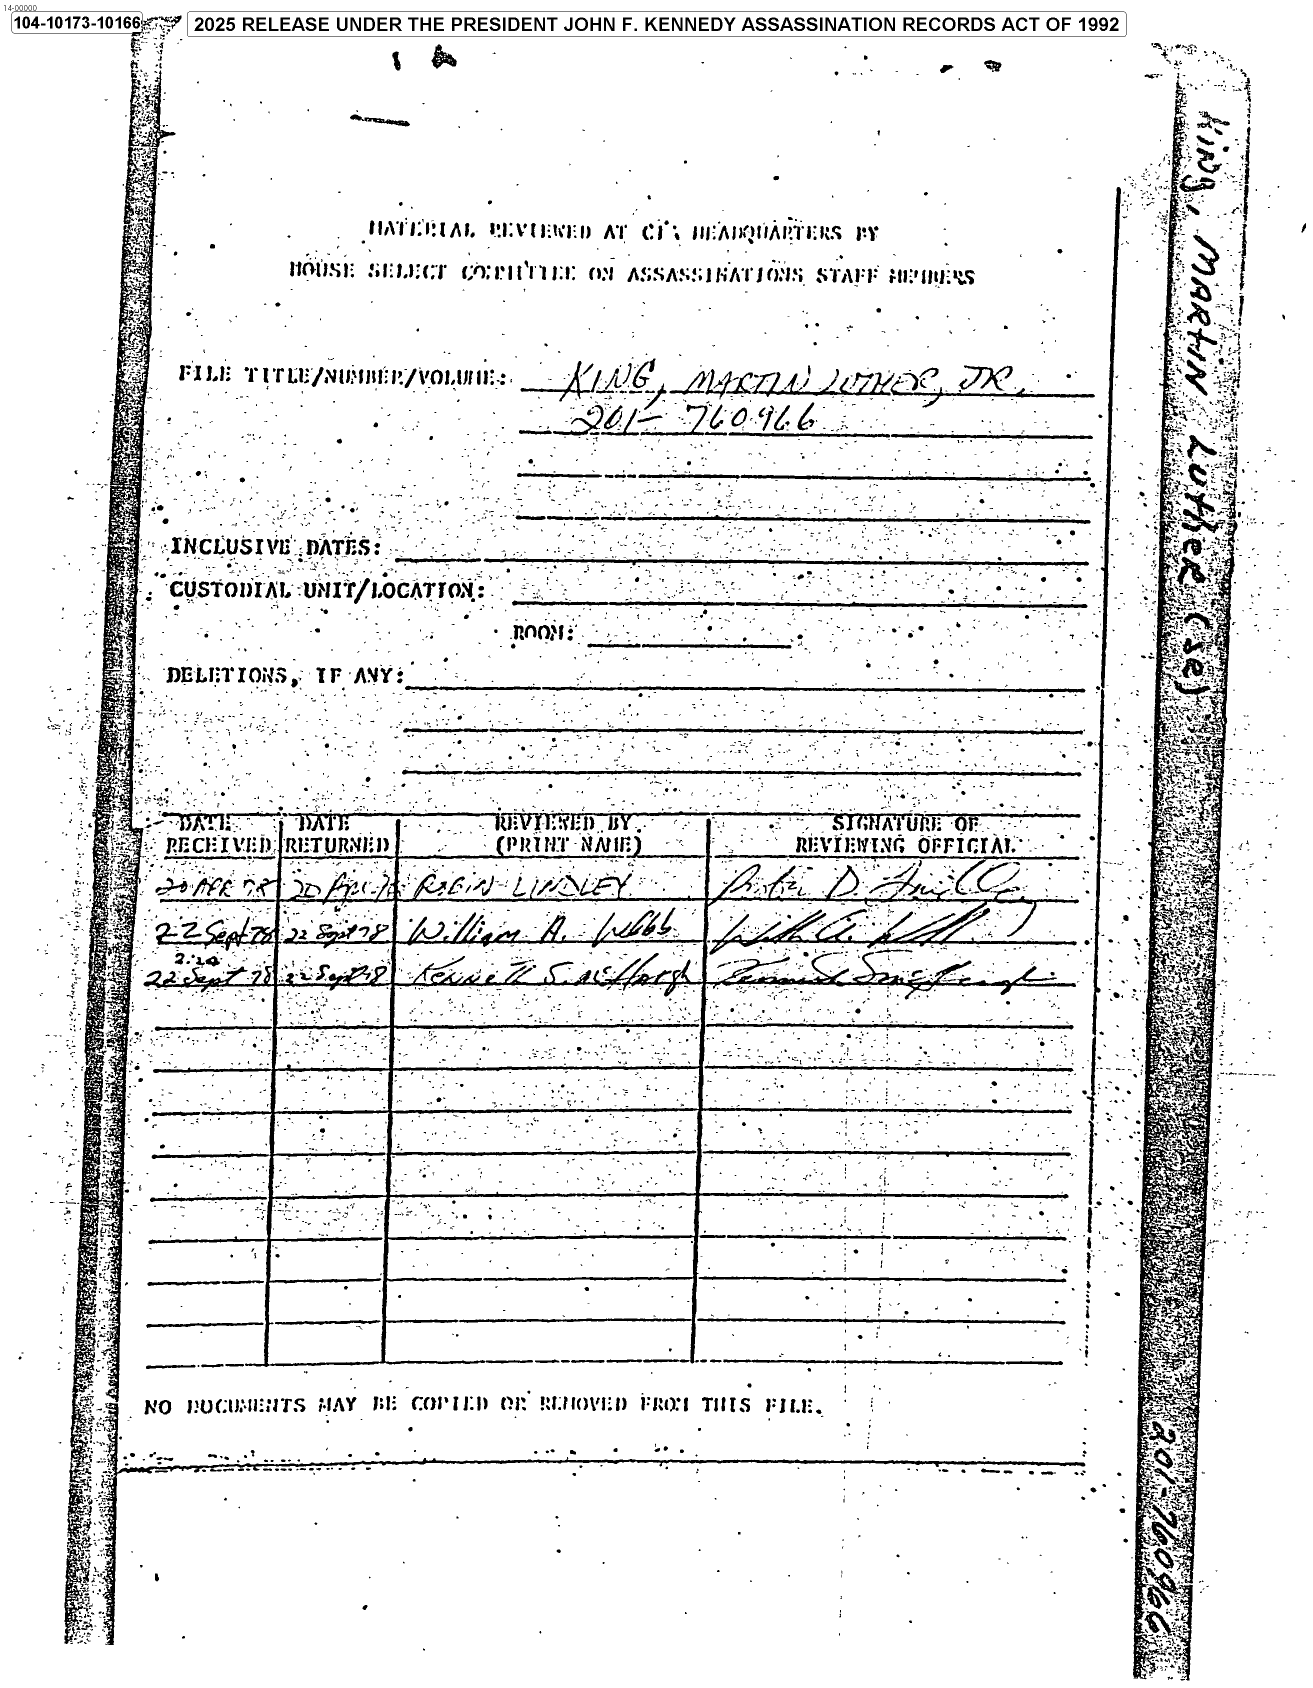 14-00000
104-10173-10166
2025 RELEASE UNDER THE PRESIDENT JOHN F. KENNEDY ASSASSINATION RECORDS ACT OF 1992
MATERIAL REVIEWED AT CIA HEADQUARTERS BY
HOUSE SELECT COMMITTEE ON ASSASSINATIONS STAFF MEMBERS
FILE TITLE/NUMBER/VOLUME: KING, MARTIN LUTHER, JR.
201- 760966
INCLUSIVE DATES:
CUSTODIAL UNIT/LOCATION:
ROOM:
DELETIONS, IF ANY:
DATE RECEIVED DATE RETURNED REVIEWED BY (PRINT NAME) SIGNATURE OF REVIEWING OFFICIAL
20 APR 78 20 Apr 78 ROBIN LINDLEY
22 Sept 78 22 Sept 78 William A. Webb
2:20
22 Sept 78 22 Sept 78 Kenneth S.
NO DOCUMENTS MAY BE COPIED OR REMOVED FROM THIS FILE.
King, MARTIN LUTHER (Se)
201-760966